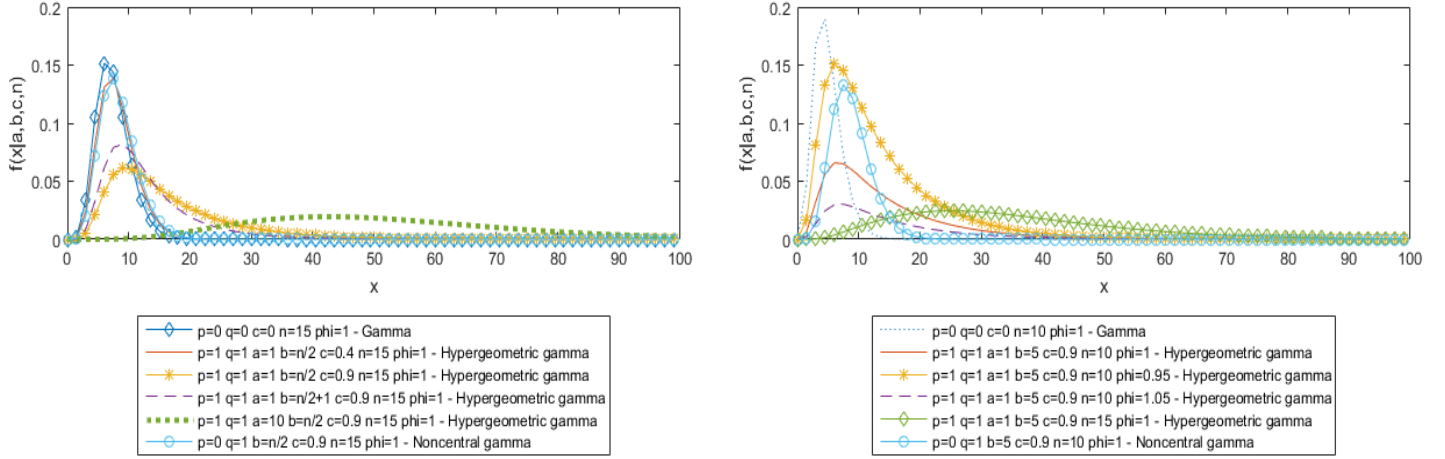 0.2
0.15
0.1
0.05
0
f(x|a,b,c,n)
0 10 20 30 40 50 60 70 80 90 100
x
p=0 q=0 c=0 n=15 phi=1 - Gamma
p=1 q=1 a=1 b=n/2 c=0.4 n=15 phi=1 - Hypergeometric gamma
p=1 q=1 a=1 b=n/2 c=0.9 n=15 phi=1 - Hypergeometric gamma
p=1 q=1 a=1 b=n/2+1 c=0.9 n=15 phi=1 - Hypergeometric gamma
p=1 q=1 a=10 b=n/2 c=0.9 n=15 phi=1 - Hypergeometric gamma
p=0 q=1 b=n/2 c=0.9 n=15 phi=1 - Noncentral gamma
0.2
0.15
0.1
0.05
0
f(x|a,b,c,n)
0 10 20 30 40 50 60 70 80 90 100
x
p=0 q=0 c=0 n=10 phi=1 - Gamma
p=1 q=1 a=1 b=5 c=0.9 n=10 phi=1 - Hypergeometric gamma
p=1 q=1 a=1 b=5 c=0.9 n=10 phi=0.95 - Hypergeometric gamma
p=1 q=1 a=1 b=5 c=0.9 n=10 phi=1.05 - Hypergeometric gamma
p=1 q=1 a=1 b=5 c=0.9 n=15 phi=1 - Hypergeometric gamma
p=0 q=1 b=5 c=0.9 n=10 phi=1 - Noncentral gamma